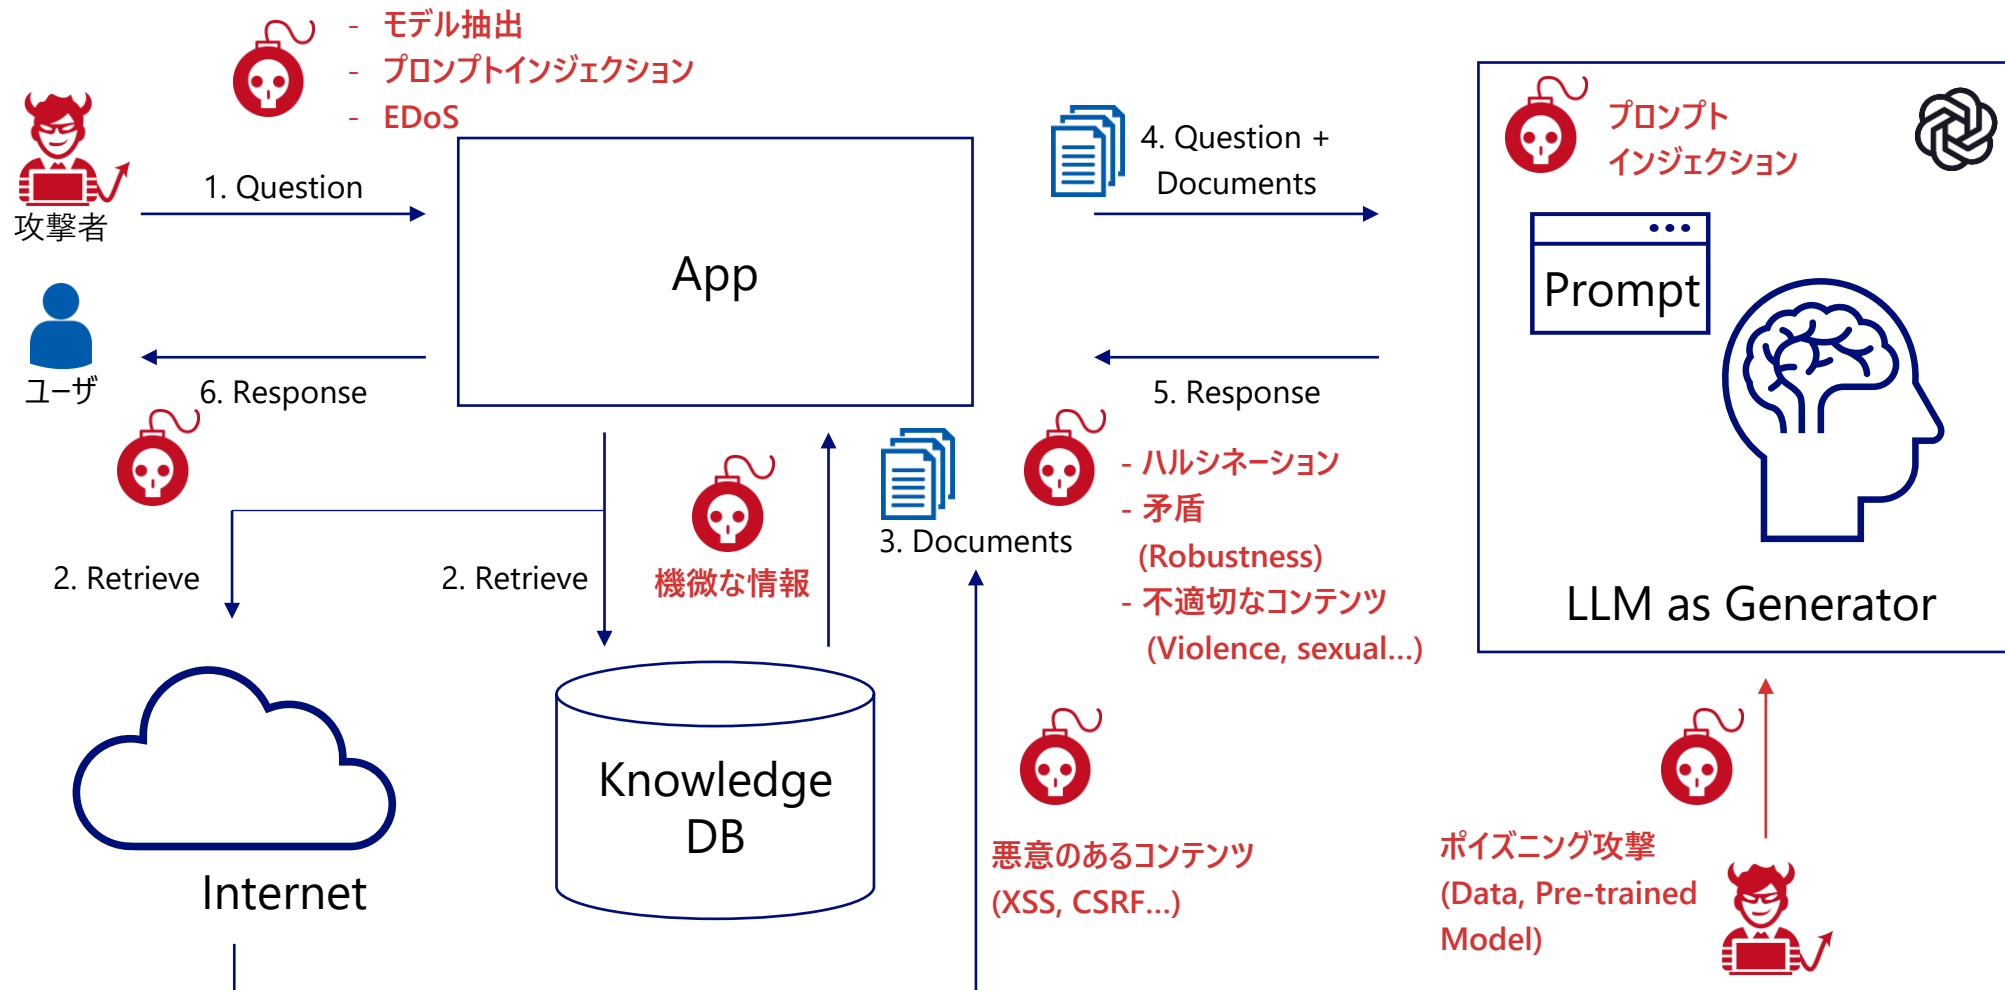 - モデル抽出
- プロンプトインジェクション
- EDoS
攻撃者
1. Question
App
4. Question +
Documents
プロンプト
インジェクション
Prompt
LLM as Generator
ユーザ
6. Response
5. Response
2. Retrieve
2. Retrieve
機微な情報
3. Documents
- ハルシネーション
- 矛盾
(Robustness)
- 不適切なコンテンツ
(Violence, sexual...)
Internet
Knowledge
DB
悪意のあるコンテンツ
(XSS, CSRF...)
ポイズニング攻撃
(Data, Pre-trained
Model)